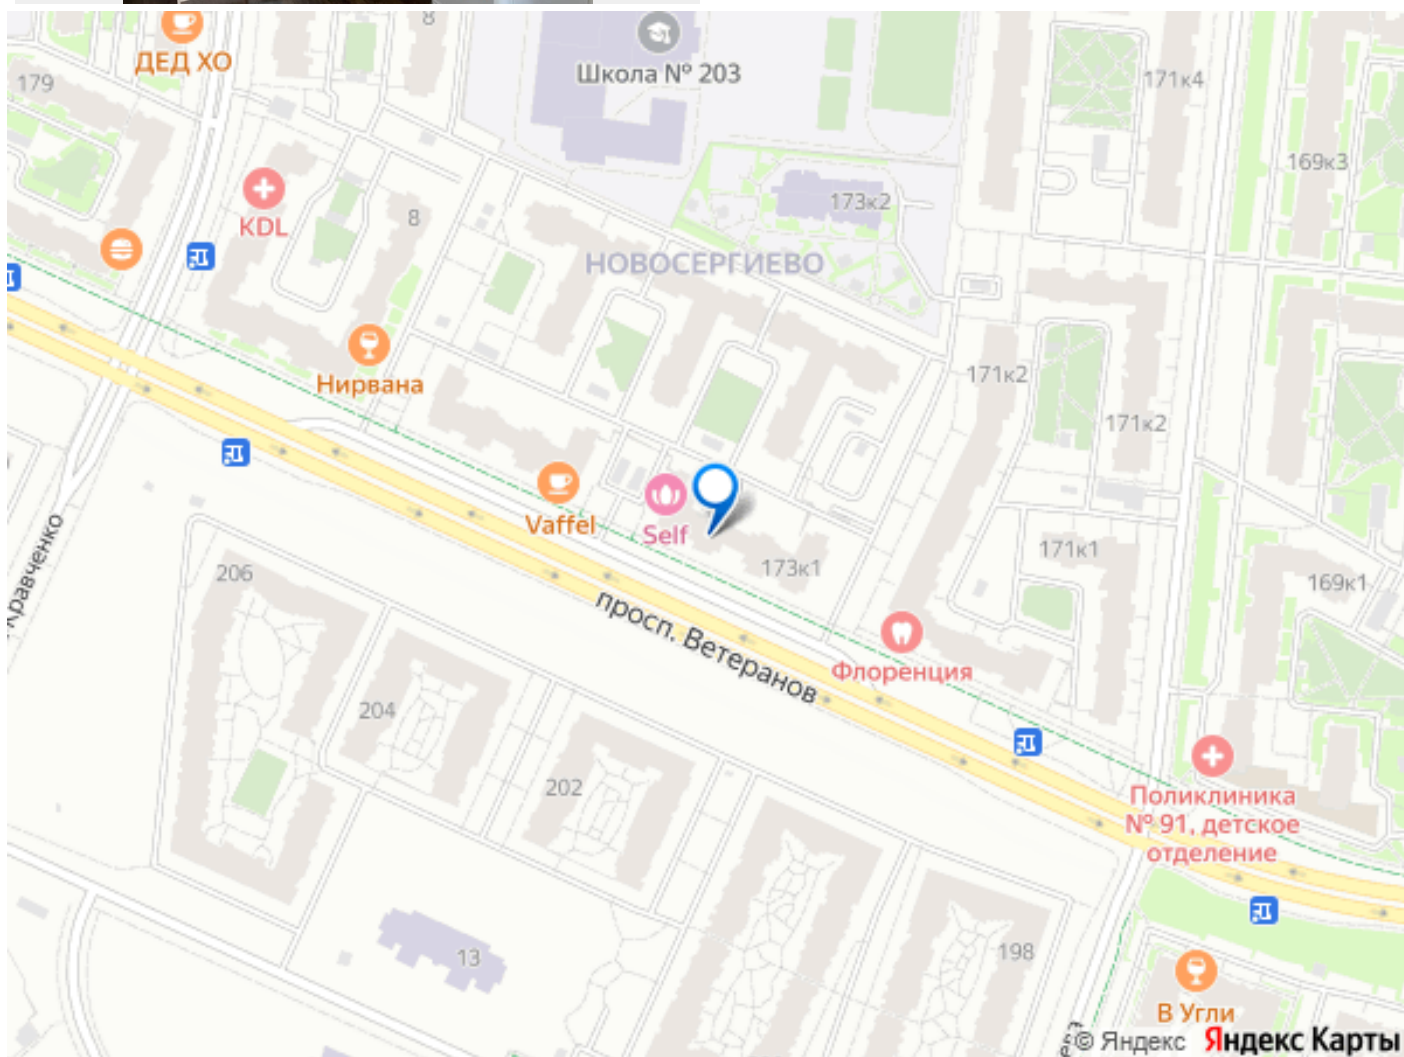 8
ДЕД ХО
179
Школа № 203
171к4
169к3
173к2
KDL
8
НОВОСЕРГИЕВО
Нирвана
171к2
171к2
Vaffel
Self
173к1
171к1
169к1
Кравченко
206
просп. Ветеранов
Флоренция
204
202
Поликлиника
№ 91, детское
отделение
13
198
В Угли
© Яндекс Яндекс Карты